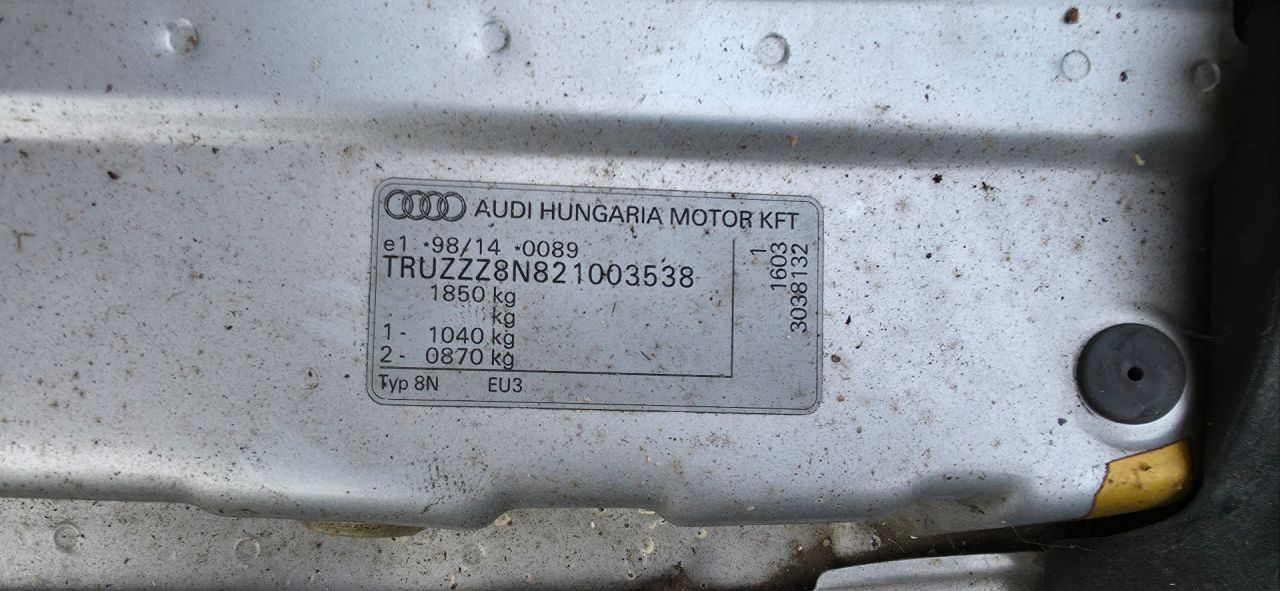 AUDI HUNGARIA MOTOR KFT
e1 *98/14 *0089
TRUZZZ8N821003538
1850 kg
kg
1- 1040 kg
2- 0870 kg
Typ 8N EU3
1
1603
3038132